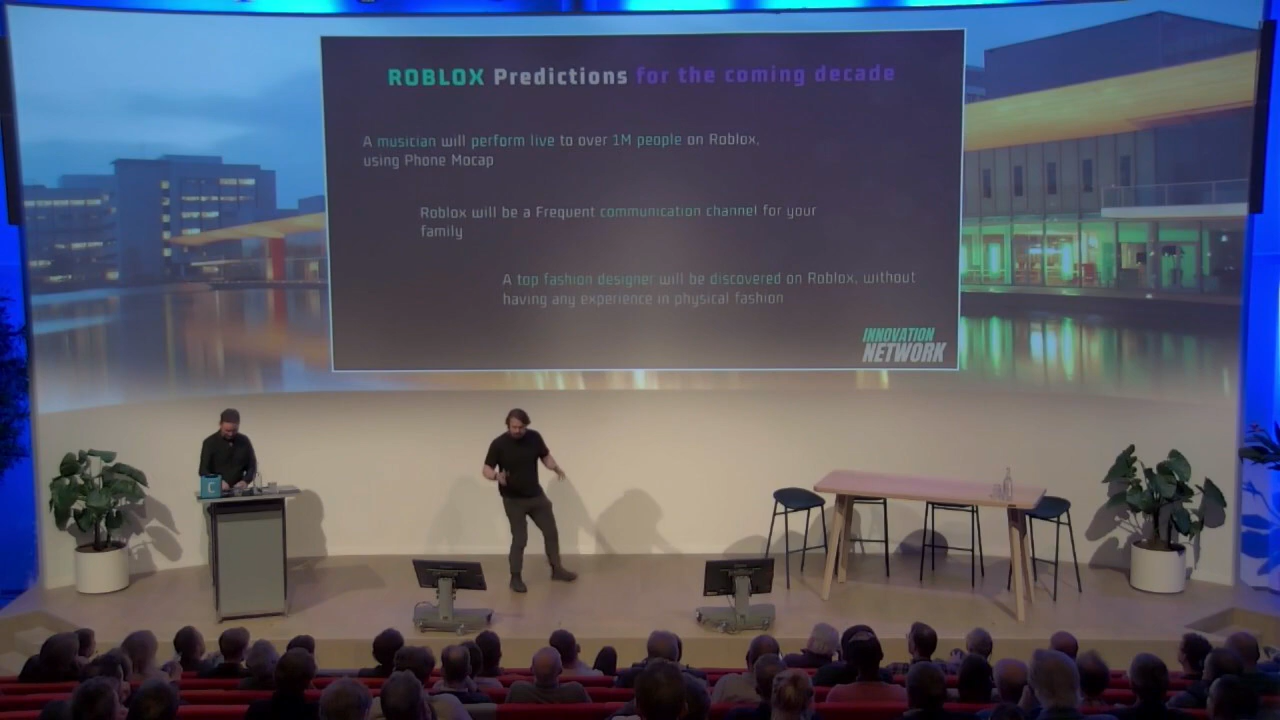 ROBLOX Predictions for the coming decade
A musician will perform live to over 1M people on Roblox,
using Phone Mocap
Roblox will be a Frequent communication channel for your
family
A top fashion designer will be discovered on Roblox, without
having any experience in physical fashion
INNOVATION
NETWORK
C